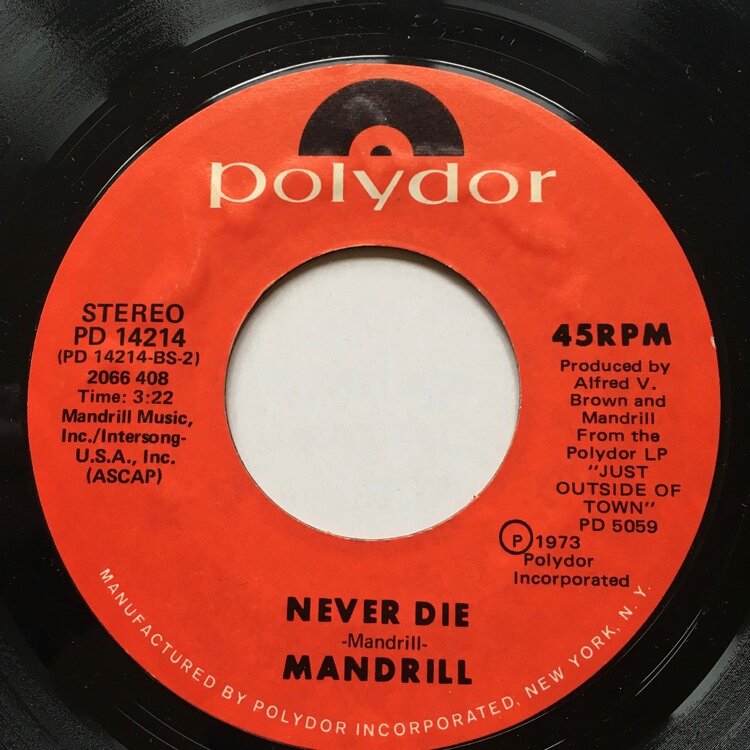 polydor
STEREO
PD 14214
(PD 14214-BS-2)
2066 408
Time: 3:22
Mandrill Music,
Inc./Intersong-
U.S.A., Inc.
(ASCAP)
45RPM
Produced by
Alfred V.
Brown and
Mandrill
From the
Polydor LP
"JUST
OUTSIDE OF
TOWN"
PD 5059
Ⓟ1973
Polydor
Incorporated
NEVER DIE
-Mandrill-
MANDRILL
MANUFACTURED BY POLYDOR INCORPORATED, NEW YORK, N.Y.